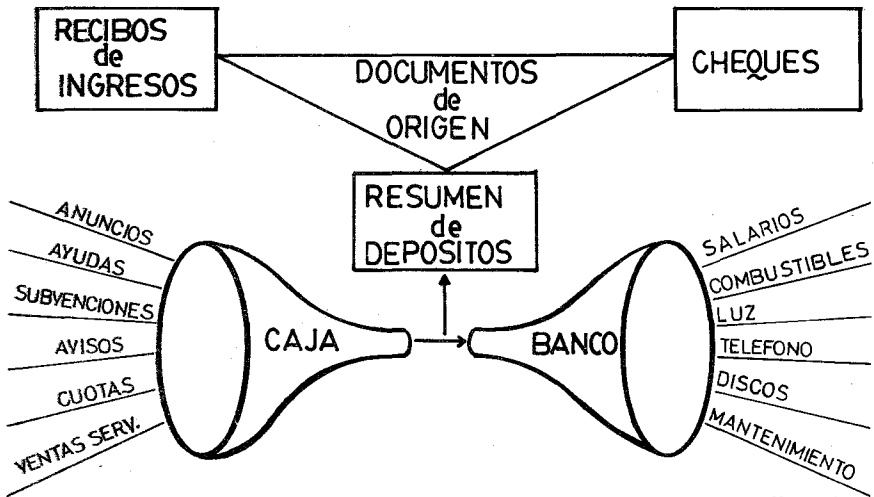 RECIBOS
de
INGRESOS
DOCUMENTOS
de
ORIGEN
CHEQUES
RESUMEN
de
DEPOSITOS
ANUNCIOS
AYUDAS
SUBVENCIONES
AVISOS
CUOTAS
VENTAS SERV.
CAJA
BANCO
SALARIOS
COMBUSTIBLES
LUZ
TELEFONO
DISCOS
MANTENIMIENTO